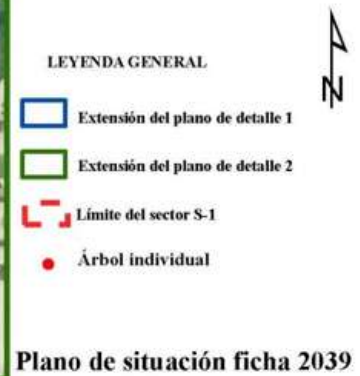 N
LEYENDA GENERAL
Extensión del plano de detalle 1
Extensión del plano de detalle 2
Límite del sector S-1
Árbol individual
Plano de situación ficha 2039